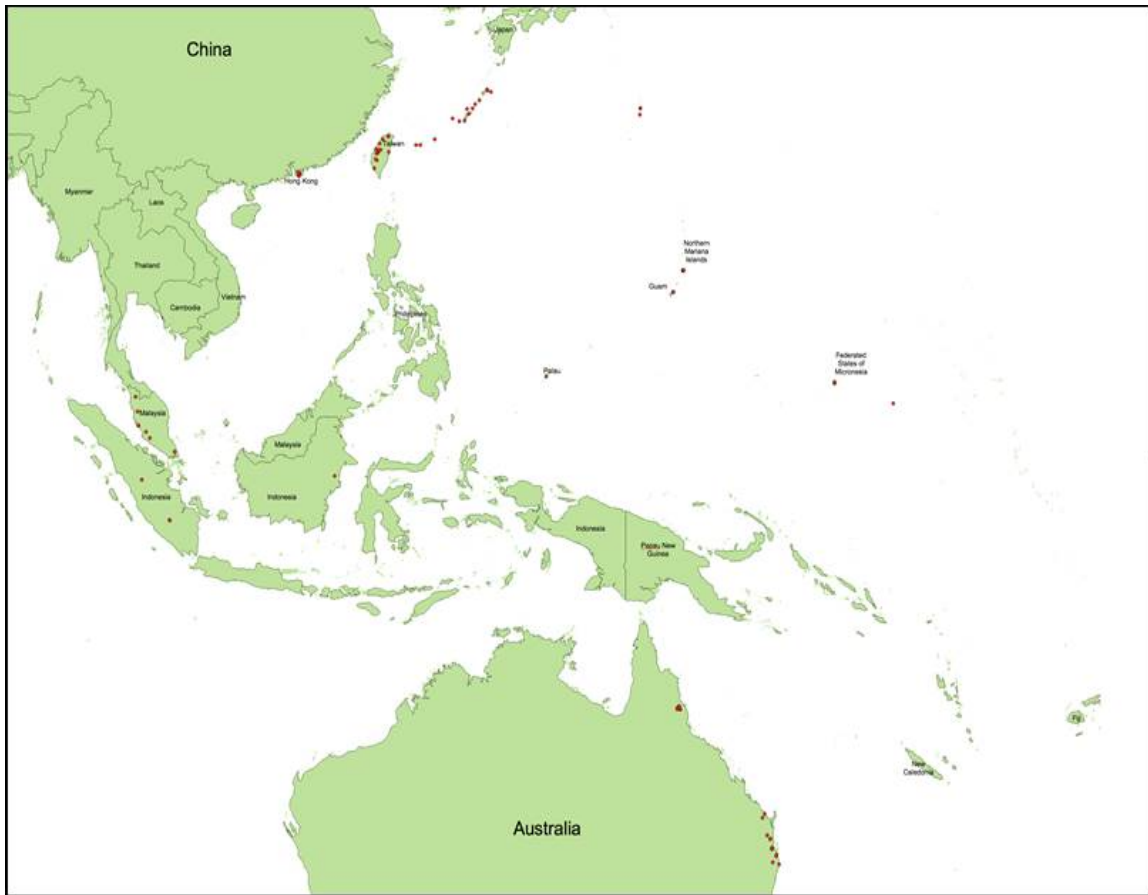 China
Japan
Taiwan
Hong Kong
Myanmar
Laos
Northern
Mariana
Islands
Thailand
Guam
Vietnam
Cambodia
Philippines
Federated
States of
Micronesia
Palau
Malaysia
Malaysia
Indonesia
Indonesia
Indonesia
Papau New
Guinea
Fiji
New
Caledonia
Australia